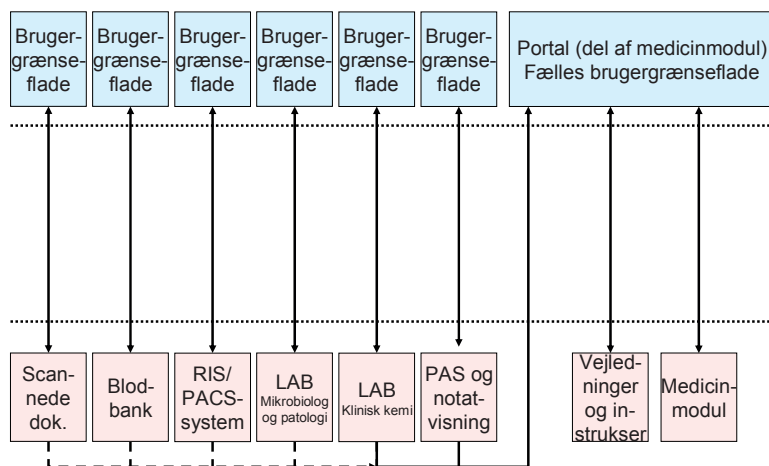 Bruger-
grænse-
flade
Bruger-
grænse-
flade
Bruger-
grænse-
flade
Bruger-
grænse-
flade
Bruger-
grænse-
flade
Bruger-
grænse-
flade
Portal (del af medicinmodul)
Fælles brugergrænseflade
Scan-
nede
dok.
Blod-
bank
RIS/
PACS-
system
LAB
Mikrobiolog
og patologi
LAB
Klinisk kemi
PAS og
notat-
visning
Vejled-
ninger
og in-
strukser
Medicin-
modul